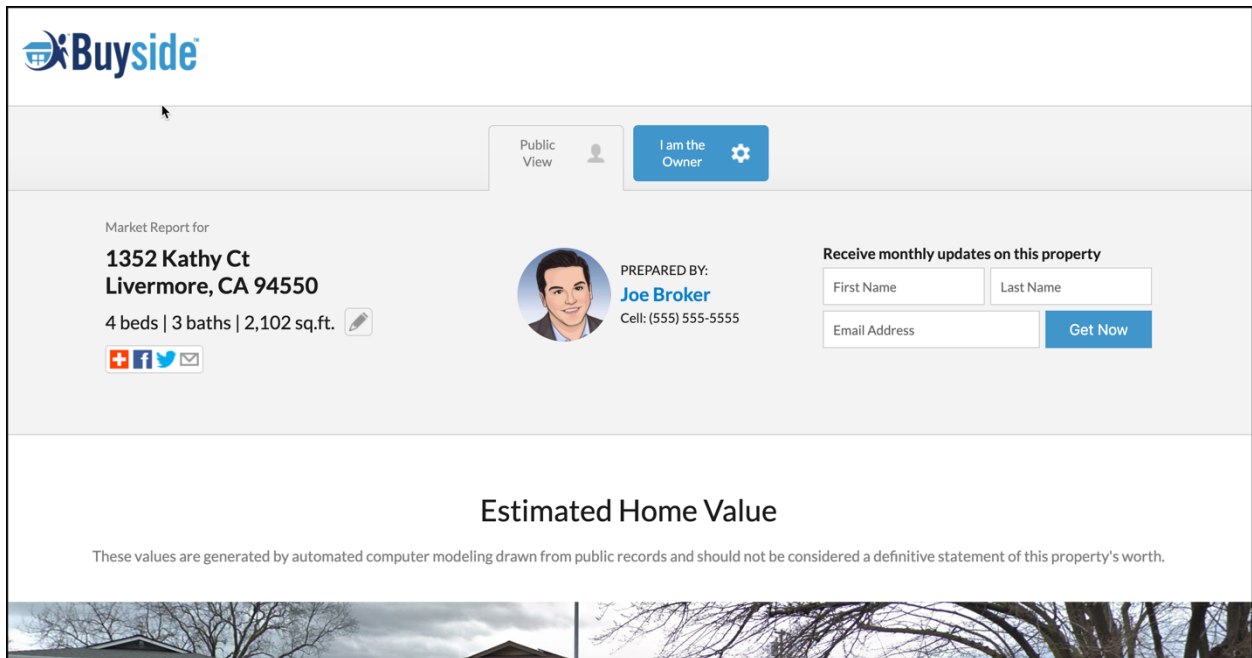 Buyside™
Public
View
I am the
Owner
Market Report for
1352 Kathy Ct
Livermore, CA 94550
4 beds | 3 baths | 2,102 sq.ft.
PREPARED BY:
Joe Broker
Cell: (555) 555-5555
Receive monthly updates on this property
First Name
Last Name
Email Address
Get Now
Estimated Home Value
These values are generated by automated computer modeling drawn from public records and should not be considered a definitive statement of this property's worth.